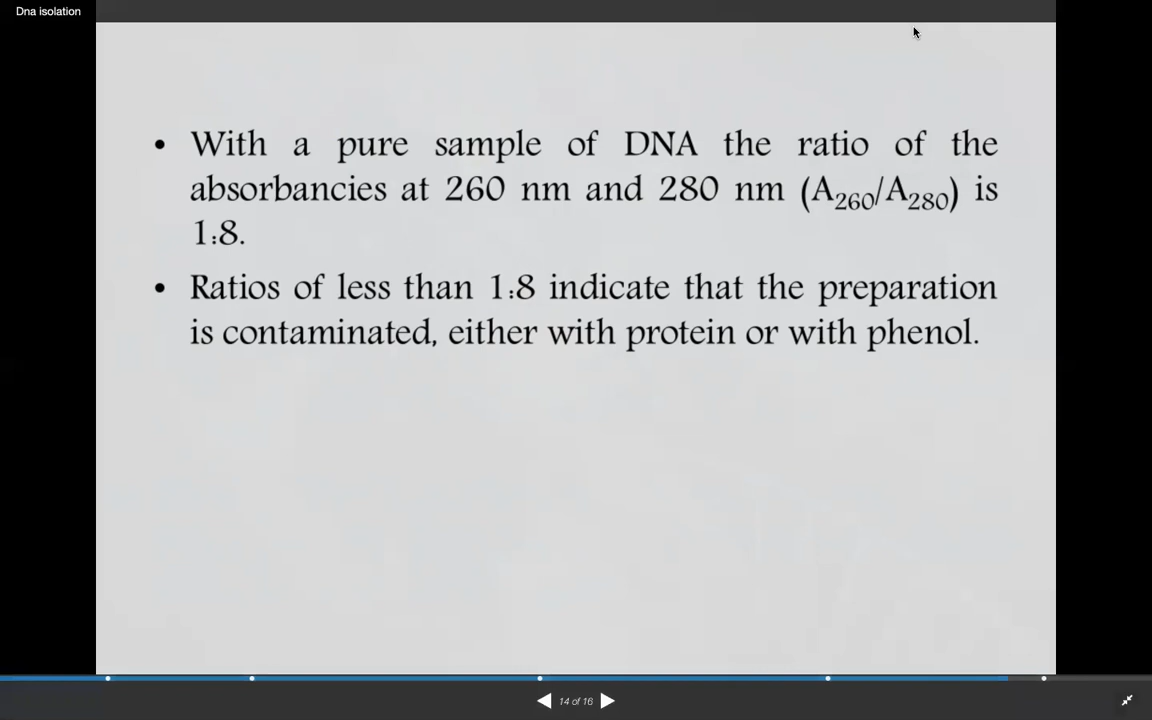 Dna isolation
• With a pure sample of DNA the ratio of the
absorbancies at 260 nm and 280 nm (A260/A280) is
1:8.
• Ratios of less than 1:8 indicate that the preparation
is contaminated, either with protein or with phenol.
14 of 16